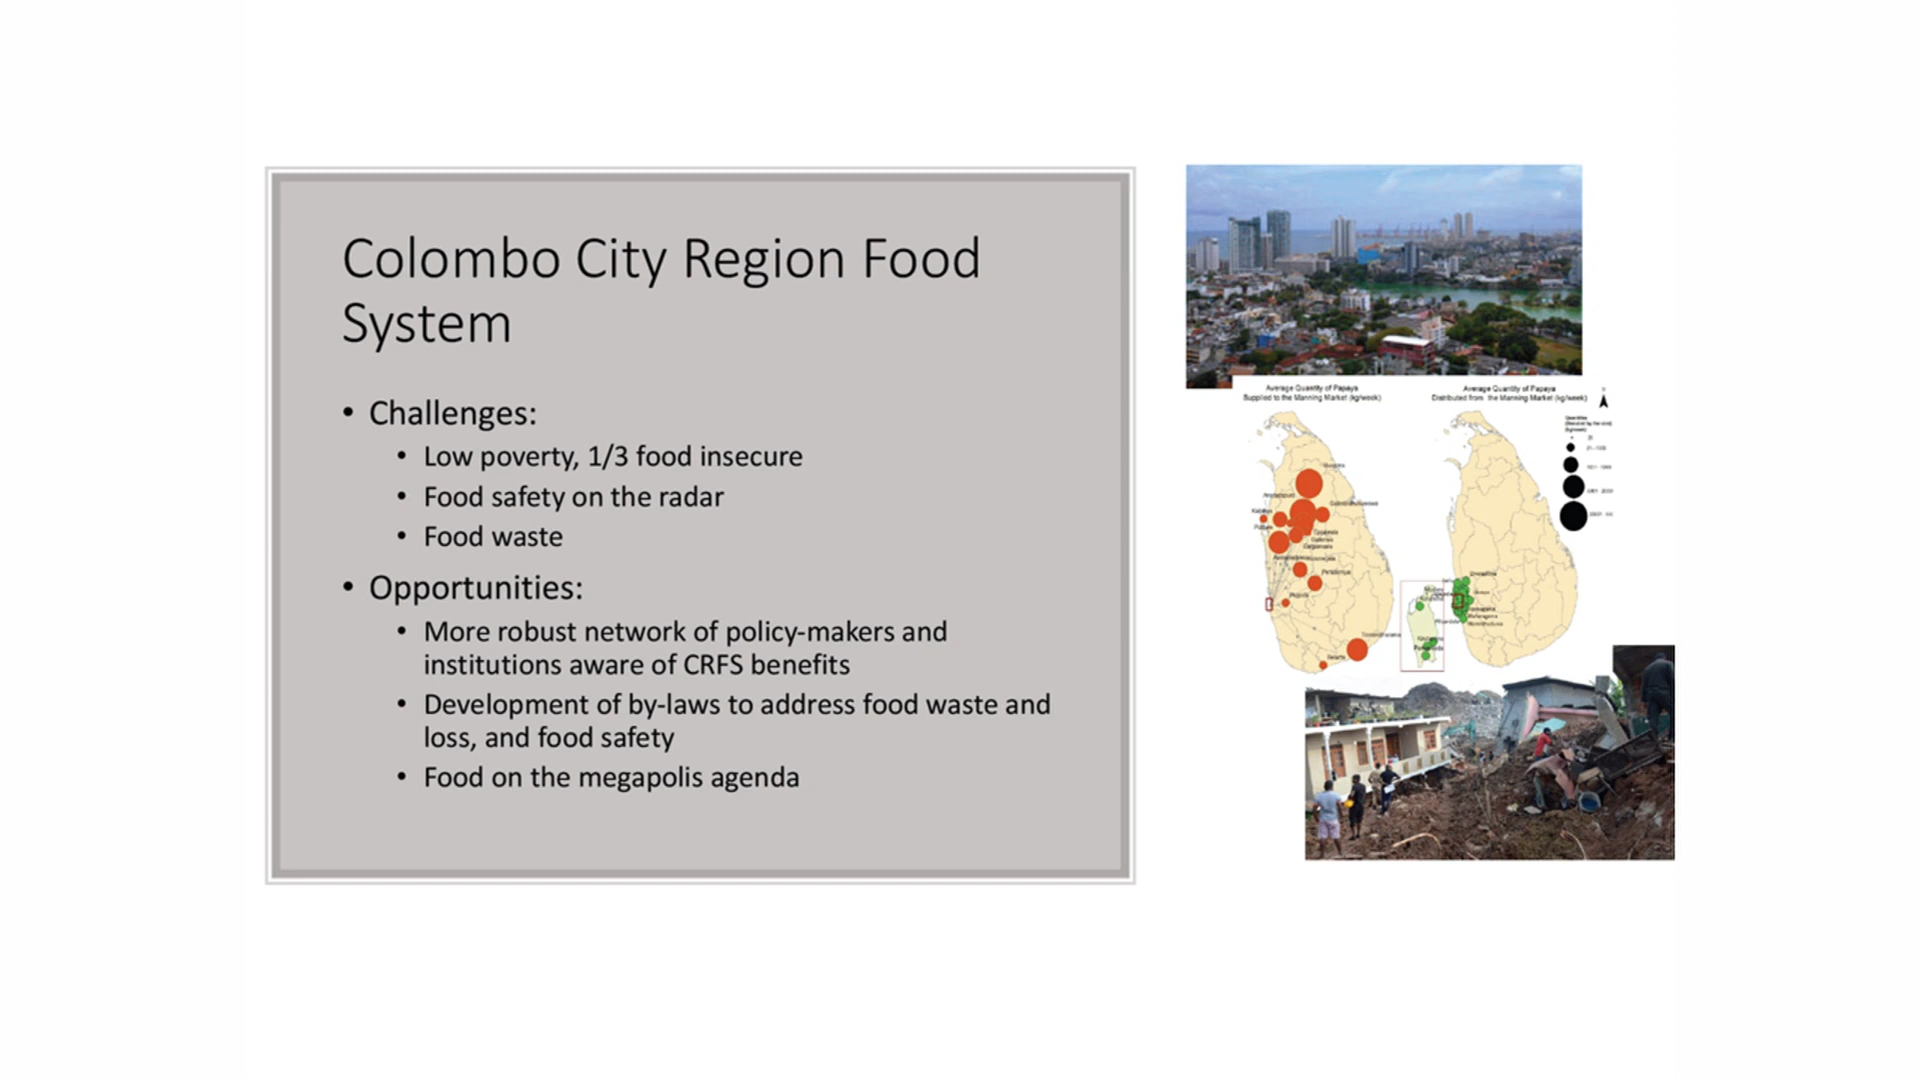 Colombo City Region Food
System
• Challenges:
• Low poverty, 1/3 food insecure
• Food safety on the radar
• Food waste
• Opportunities:
• More robust network of policy-makers and
institutions aware of CRFS benefits
• Development of by-laws to address food waste and
loss, and food safety
• Food on the megapolis agenda
Average Quantity of Papaya
Supplied to the Manning Market (kg/week)
Average Quantity of Papaya
Distributed from the Manning Market (kg/week)